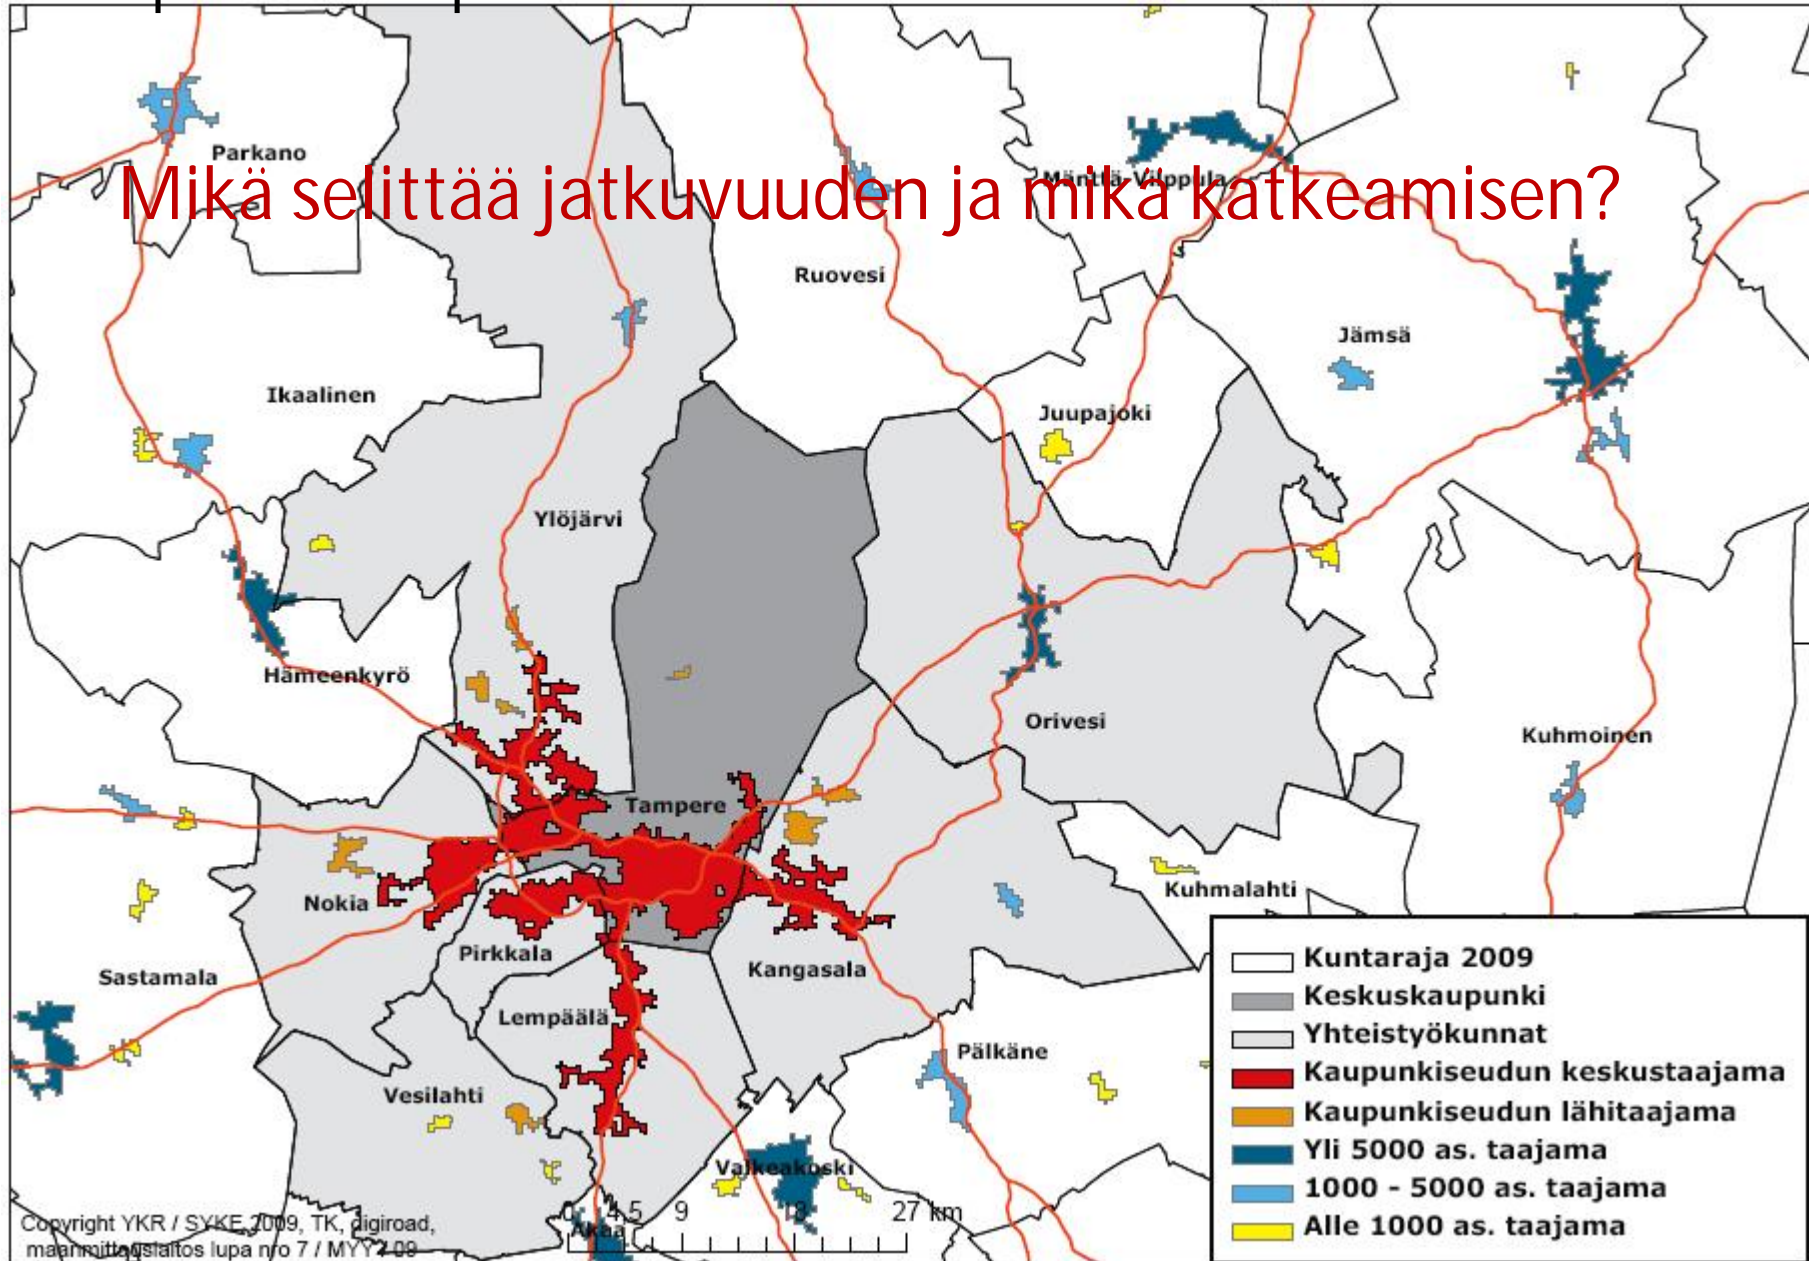 Parkano
Mikä selittää jatkuvuuden ja mikä katkeamisen?
Mänttä-Vilppula
Ruovesi
Jämsä
Ikaalinen
Juupajoki
Ylöjärvi
Hämeenkyrö
Orivesi
Kuhmoinen
Tampere
Kuhmalahti
Nokia
Pirkkala
Kangasala
Sastamala
Lempäälä
Pälkäne
Vesilahti
Valkeakoski
Akaa
0 4,5 9 18 27 km
Copyright YKR / SYKE 2009, TK, digiroad,
maanmittauslaitos lupa nro 7 / MYY / 09
Kuntaraja 2009
Keskuskaupunki
Yhteistyökunnat
Kaupunkiseudun keskustaajama
Kaupunkiseudun lähitaajama
Yli 5000 as. taajama
1000 - 5000 as. taajama
Alle 1000 as. taajama